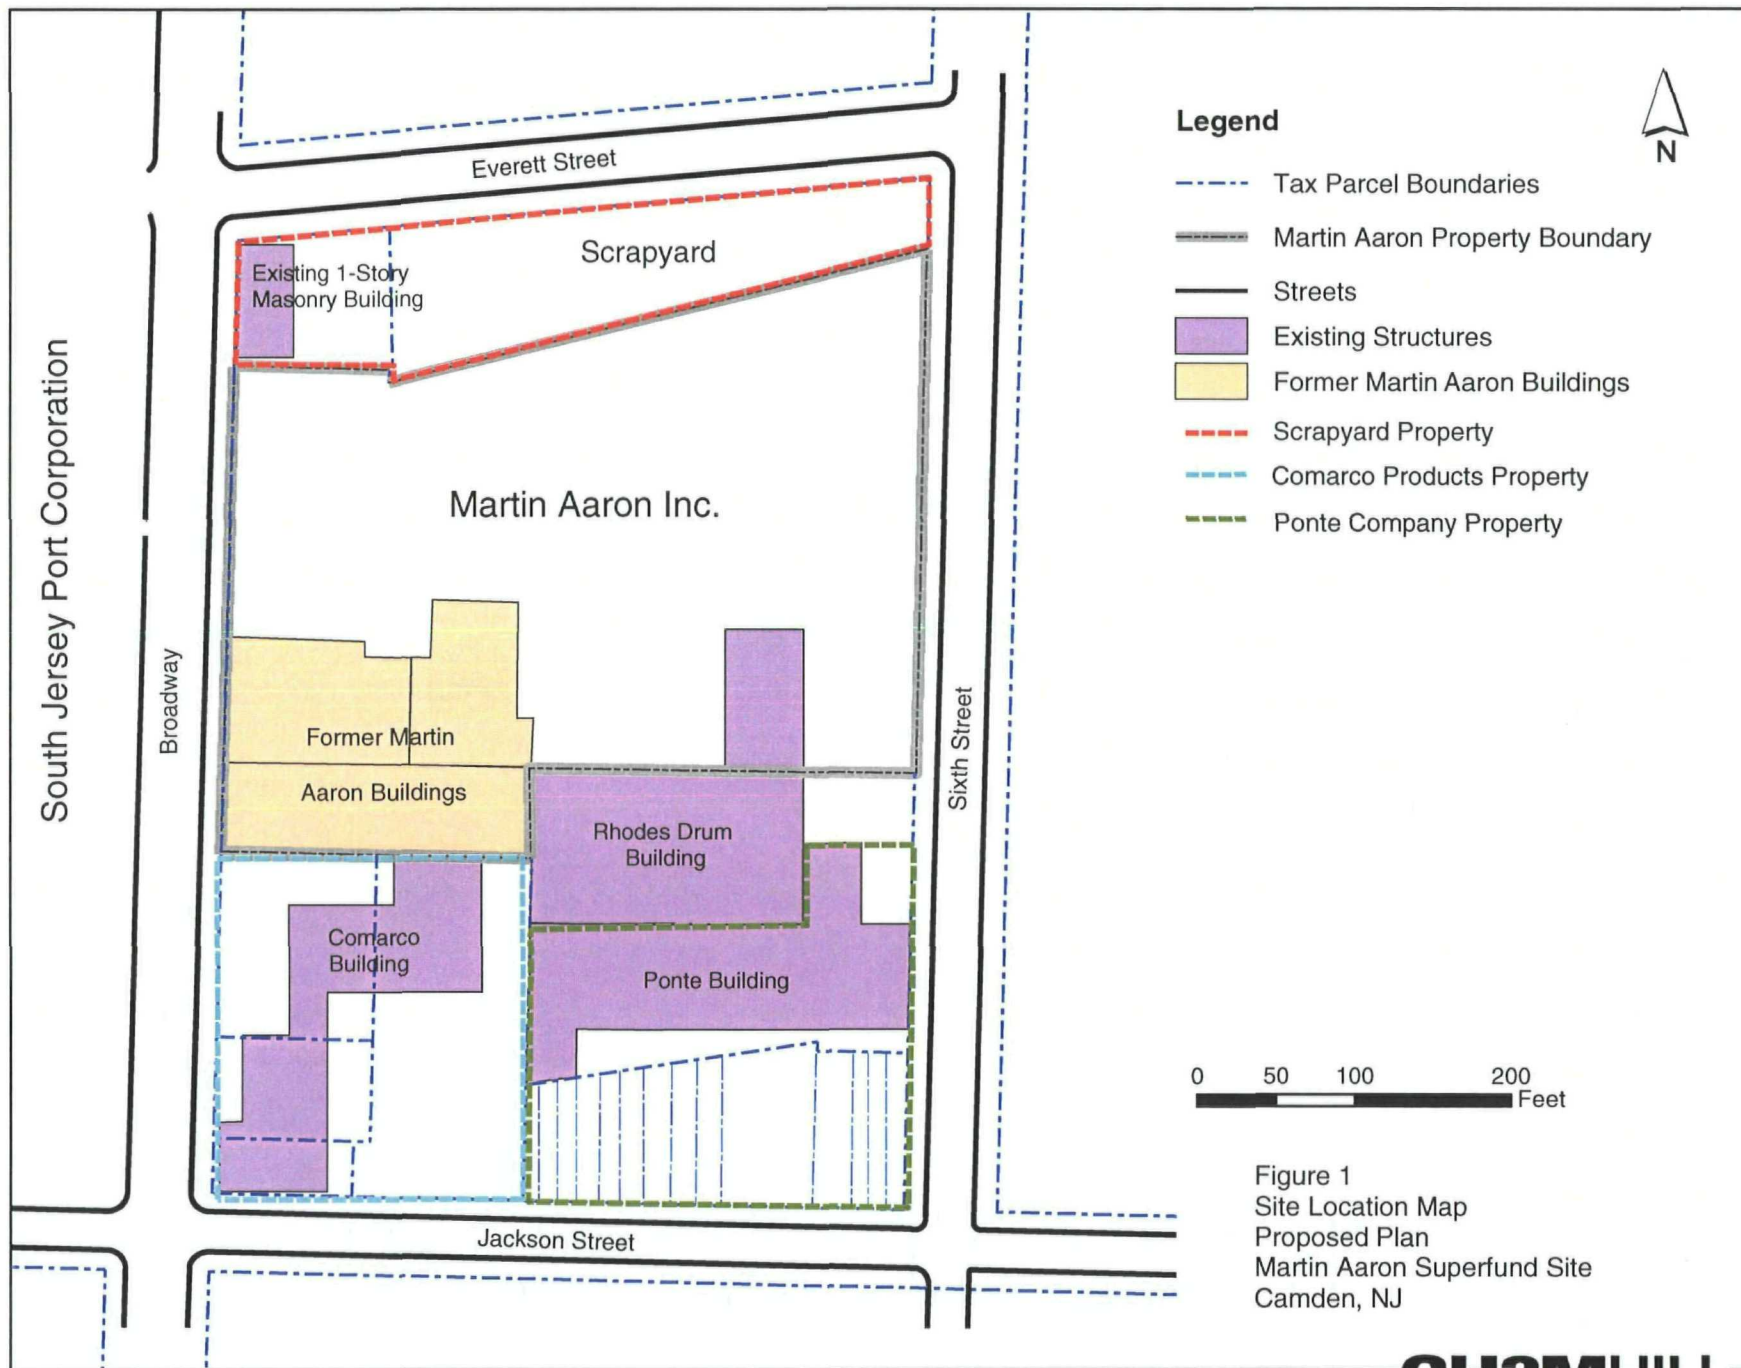 Everett Street
Scrapyard
Existing 1-Story
Masonry Building
South Jersey Port Corporation
Martin Aaron Inc.
Broadway
Sixth Street
Former Martin
Aaron Buildings
Rhodes Drum
Building
Comarco
Building
Ponte Building
Jackson Street
Legend
N
Tax Parcel Boundaries
Martin Aaron Property Boundary
Streets
Existing Structures
Former Martin Aaron Buildings
Scrapyard Property
Comarco Products Property
Ponte Company Property
0 50 100 200
Feet
Figure 1
Site Location Map
Proposed Plan
Martin Aaron Superfund Site
Camden, NJ